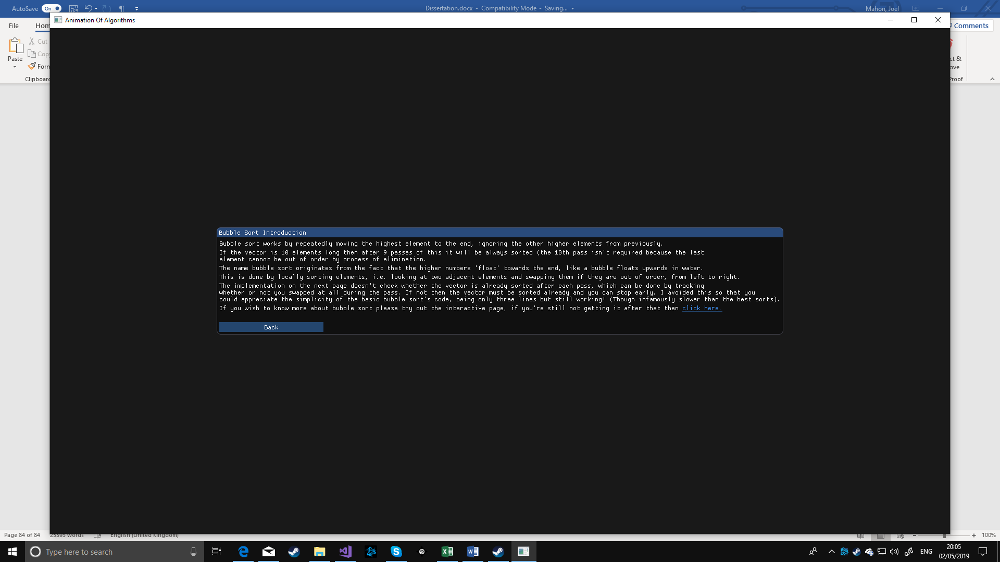 AutoSave On Dissertation.docx - Compatibility Mode - Saving... Mahon, Joel
Animation Of Algorithms
File Comments
Cut
Paste
Clipboard
Proof
Bubble Sort Introduction
Bubble sort works by repeatedly moving the highest element to the end, ignoring the other higher elements from previously.
If the vector is 10 elements long then after 9 passes of this it will be always sorted (the 10th pass isn't required because the last
element cannot be out of order by process of elimination.
The name bubble sort originates from the fact that the higher numbers 'float' towards the end, like a bubble floats upwards in water.
This is done by locally sorting elements, i.e. looking at two adjacent elements and swapping them if they are out of order, from left to right.
The implementation on the next page doesn't check whether the vector is already sorted after each pass, which can be done by tracking
whether or not you swapped at all during the pass. If not then the vector must be sorted already and you can stop early. I avoided this so that you
could appreciate the simplicity of the basic bubble sort's code, being only three lines but still working! (Though infamously slower than the best sorts).
If you wish to know more about bubble sort please try out the interactive page, if you're still not getting it after that then click here.
Back
Page 84 of 84 25393 words English (United Kingdom) 100%
Type here to search ENG 20:05
02/05/2019